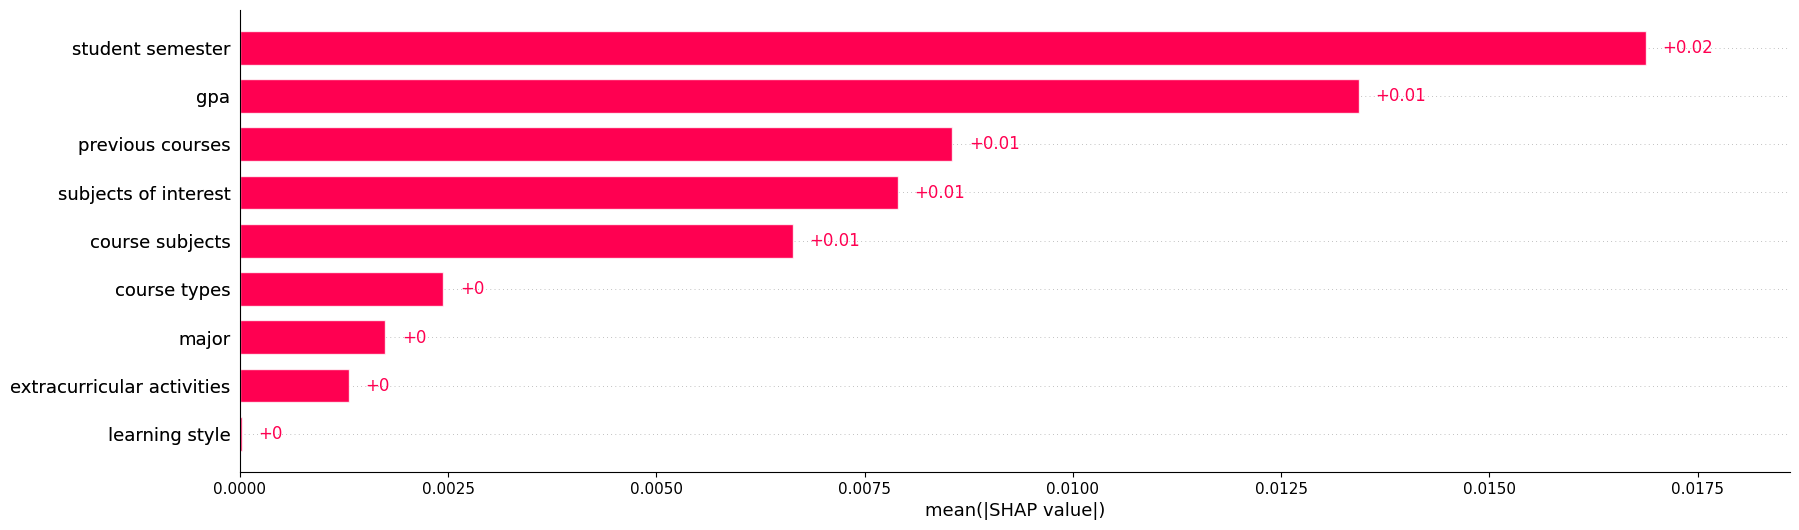 student semester +0.02
gpa +0.01
previous courses +0.01
subjects of interest +0.01
course subjects +0.01
course types +0
major +0
extracurricular activities +0
learning style +0
0.0000 0.0025 0.0050 0.0075 0.0100 0.0125 0.0150 0.0175
mean(|SHAP value|)